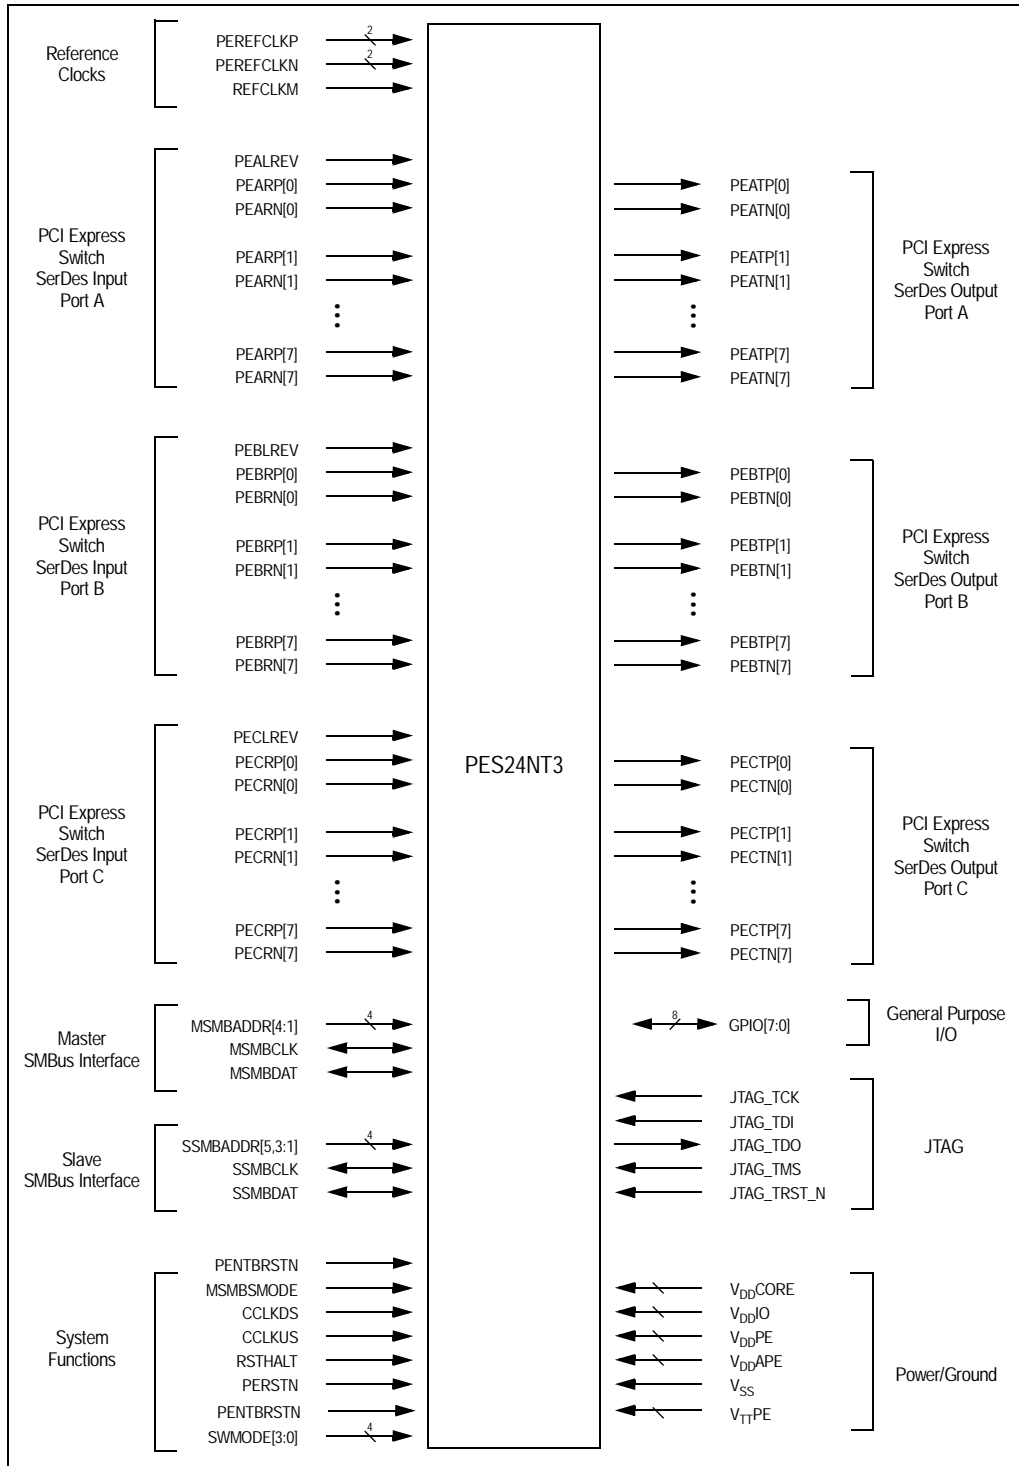 Reference
Clocks
PEREFCLKP
2
PEREFCLKN
2
REFCLKM
PCI Express
Switch
SerDes Input
Port A
PEALREV
PEARP[0]
PEARN[0]
PEARP[1]
PEARN[1]
PEARP[7]
PEARN[7]
PEATP[0]
PEATN[0]
PEATP[1]
PEATN[1]
PEATP[7]
PEATN[7]
PCI Express
Switch
SerDes Output
Port A
PCI Express
Switch
SerDes Input
Port B
PEBLREV
PEBRP[0]
PEBRN[0]
PEBRP[1]
PEBRN[1]
PEBRP[7]
PEBRN[7]
PEBTP[0]
PEBTN[0]
PEBTP[1]
PEBTN[1]
PEBTP[7]
PEBTN[7]
PCI Express
Switch
SerDes Output
Port B
PCI Express
Switch
SerDes Input
Port C
PECLREV
PECRP[0]
PECRN[0]
PECRP[1]
PECRN[1]
PECRP[7]
PECRN[7]
PES24NT3
PECTP[0]
PECTN[0]
PECTP[1]
PECTN[1]
PECTP[7]
PECTN[7]
PCI Express
Switch
SerDes Output
Port C
Master
SMBus Interface
MSMBADDR[4:1]
4
MSMBCLK
MSMBDAT
8
GPIO[7:0]
General Purpose
I/O
Slave
SMBus Interface
SSMBADDR[5,3:1]
4
SSMBCLK
SSMBDAT
JTAG_TCK
JTAG_TDI
JTAG_TDO
JTAG_TMS
JTAG_TRST_N
JTAG
System
Functions
PENTBRSTN
MSMBSMODE
CCLKDS
CCLKUS
RSTHALT
PERSTN
PENTBRSTN
SWMODE[3:0]
4
VDDCORE
VDDIO
VDDPE
VDDAPE
VSS
VTTPE
Power/Ground